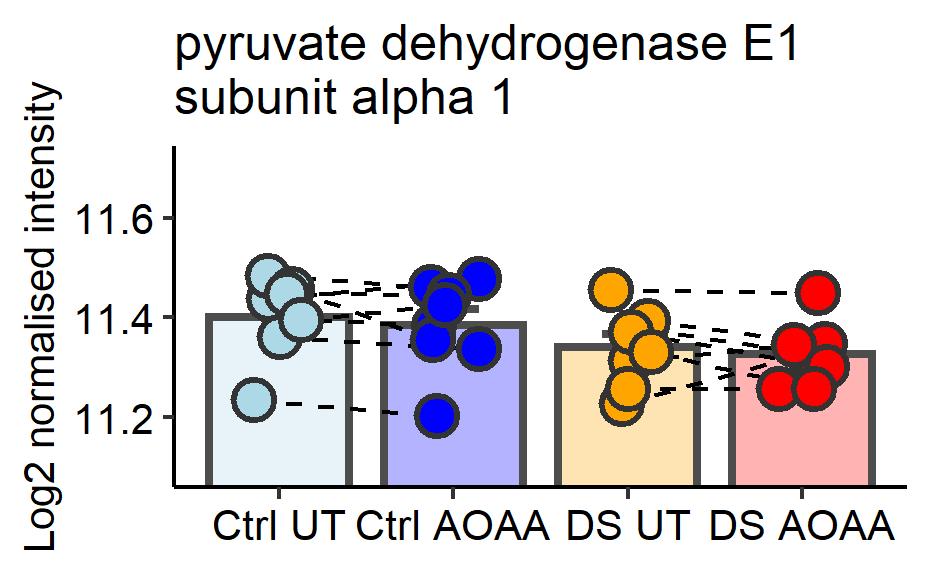 pyruvate dehydrogenase E1
subunit alpha 1
Log2 normalised intensity
11.6
11.4
11.2
Ctrl UT Ctrl AOAA DS UT DS AOAA